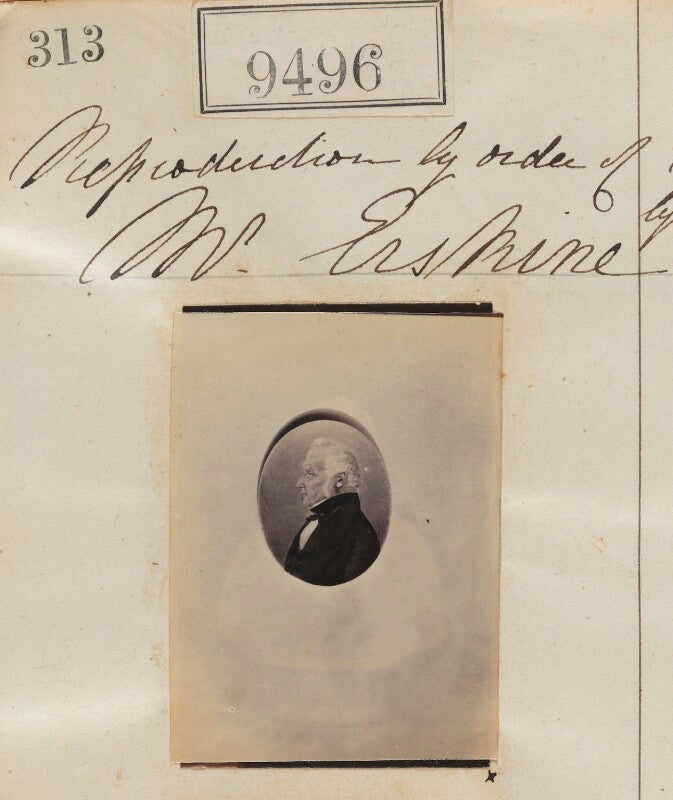 313
9496
Reproduction by order of
Mr. Erskine